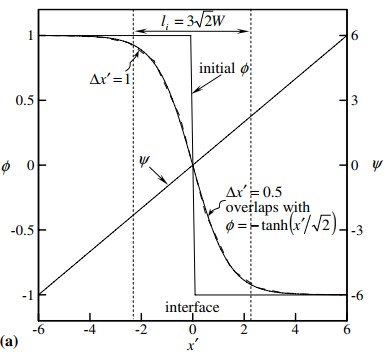 lᵢ = 3√2W
1
6
initial ϕ
Δx′ = 1
0.5
3
ψ
ϕ
0
0
ψ
Δx′ = 0.5
overlaps with
ϕ = −tanh(x′/√2)
-0.5
-3
-1
-6
interface
-6
-4
-2
0
2
4
6
(a)
x′